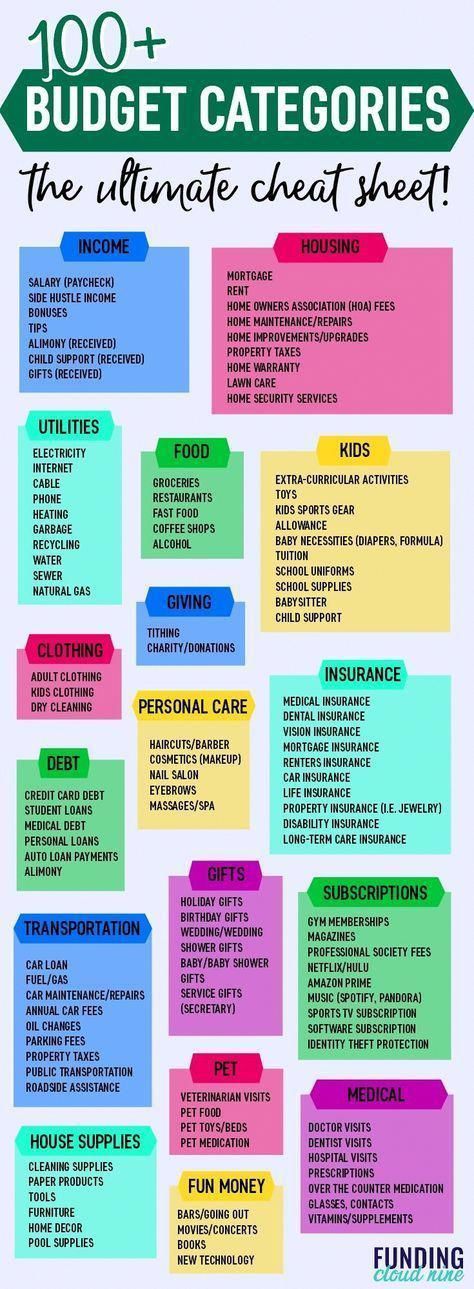 100+
BUDGET CATEGORIES
the ultimate cheat sheet!
INCOME
SALARY (PAYCHECK)
SIDE HUSTLE INCOME
BONUSES
TIPS
ALIMONY (RECEIVED)
CHILD SUPPORT (RECEIVED)
GIFTS (RECEIVED)
HOUSING
MORTGAGE
RENT
HOME OWNERS ASSOCIATION (HOA) FEES
HOME MAINTENANCE/REPAIRS
HOME IMPROVEMENTS/UPGRADES
PROPERTY TAXES
HOME WARRANTY
LAWN CARE
HOME SECURITY SERVICES
UTILITIES
ELECTRICITY
INTERNET
CABLE
PHONE
HEATING
GARBAGE
RECYCLING
WATER
SEWER
NATURAL GAS
FOOD
GROCERIES
RESTAURANTS
FAST FOOD
COFFEE SHOPS
ALCOHOL
KIDS
EXTRA-CURRICULAR ACTIVITIES
TOYS
KIDS SPORTS GEAR
ALLOWANCE
BABY NECESSITIES (DIAPERS, FORMULA)
TUITION
SCHOOL UNIFORMS
SCHOOL SUPPLIES
BABYSITTER
CHILD SUPPORT
GIVING
TITHING
CHARITY/DONATIONS
CLOTHING
ADULT CLOTHING
KIDS CLOTHING
DRY CLEANING
PERSONAL CARE
HAIRCUTS/BARBER
COSMETICS (MAKEUP)
NAIL SALON
EYEBROWS
MASSAGES/SPA
INSURANCE
MEDICAL INSURANCE
DENTAL INSURANCE
VISION INSURANCE
MORTGAGE INSURANCE
RENTERS INSURANCE
CAR INSURANCE
LIFE INSURANCE
PROPERTY INSURANCE (I.E. JEWELRY)
DISABILITY INSURANCE
LONG-TERM CARE INSURANCE
DEBT
CREDIT CARD DEBT
STUDENT LOANS
MEDICAL DEBT
PERSONAL LOANS
AUTO LOAN PAYMENTS
ALIMONY
GIFTS
HOLIDAY GIFTS
BIRTHDAY GIFTS
WEDDING/WEDDING
SHOWER GIFTS
BABY/BABY SHOWER
GIFTS
SERVICE GIFTS
(SECRETARY)
SUBSCRIPTIONS
GYM MEMBERSHIPS
MAGAZINES
PROFESSIONAL SOCIETY FEES
NETFLIX/HULU
AMAZON PRIME
MUSIC (SPOTIFY, PANDORA)
SPORTS TV SUBSCRIPTION
SOFTWARE SUBSCRIPTION
IDENTITY THEFT PROTECTION
TRANSPORTATION
CAR LOAN
FUEL/GAS
CAR MAINTENANCE/REPAIRS
ANNUAL CAR FEES
OIL CHANGES
PARKING FEES
PROPERTY TAXES
PUBLIC TRANSPORTATION
ROADSIDE ASSISTANCE
PET
VETERINARIAN VISITS
PET FOOD
PET TOYS/BEDS
PET MEDICATION
MEDICAL
DOCTOR VISITS
DENTIST VISITS
HOSPITAL VISITS
PRESCRIPTIONS
OVER THE COUNTER MEDICATION
GLASSES, CONTACTS
VITAMINS/SUPPLEMENTS
HOUSE SUPPLIES
CLEANING SUPPLIES
PAPER PRODUCTS
TOOLS
FURNITURE
HOME DECOR
POOL SUPPLIES
FUN MONEY
BARS/GOING OUT
MOVIES/CONCERTS
BOOKS
NEW TECHNOLOGY
FUNDING
cloud nine